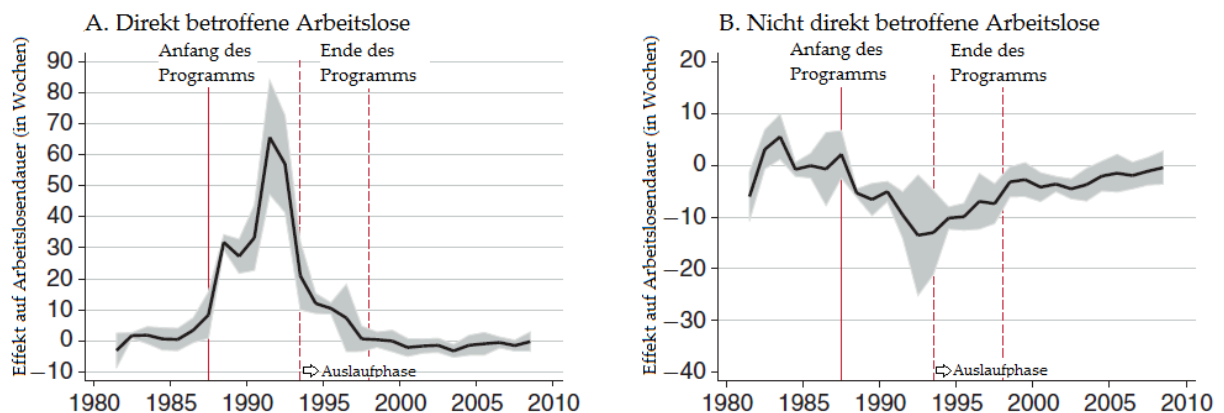 A. Direkt betroffene Arbeitslose
Effekt auf Arbeitslosendauer (in Wochen)
Anfang des
Programms
Ende des
Programms
90
80
70
60
50
40
30
20
10
0
−10
Auslaufphase
1980 1985 1990 1995 2000 2005 2010
B. Nicht direkt betroffene Arbeitslose
Effekt auf Arbeitslosendauer (in Wochen)
Anfang des
Programms
Ende des
Programms
20
10
0
−10
−20
−30
−40
Auslaufphase
1980 1985 1990 1995 2000 2005 2010